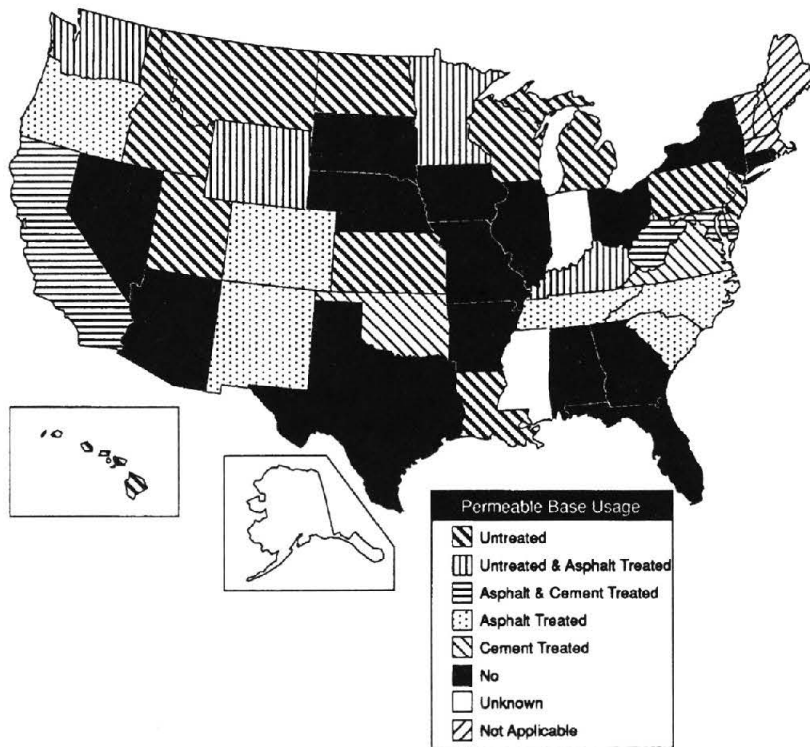 Permeable Base Usage
Untreated
Untreated & Asphalt Treated
Asphalt & Cement Treated
Asphalt Treated
Cement Treated
No
Unknown
Not Applicable